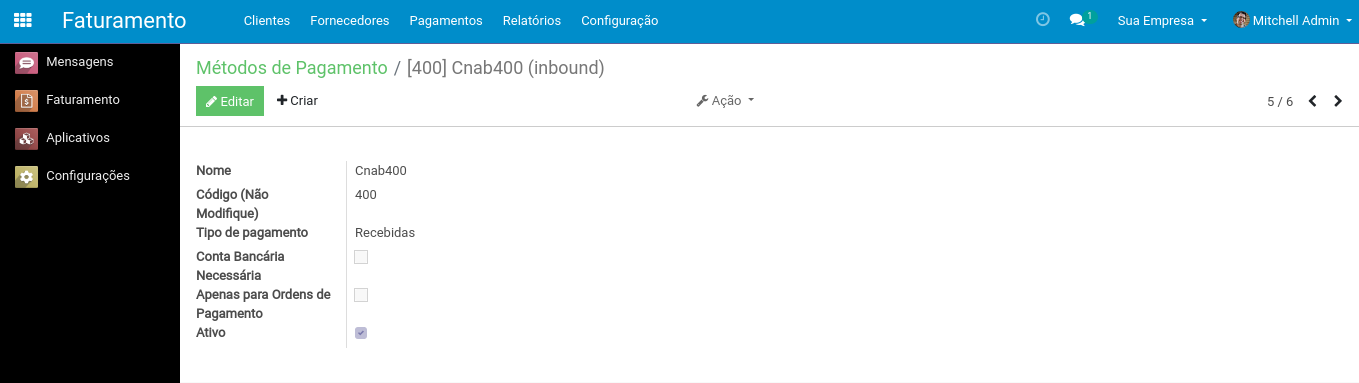 Faturamento Clientes Fornecedores Pagamentos Relatórios Configuração 1 Sua Empresa Mitchell Admin
Mensagens
Faturamento
Aplicativos
Configurações
Métodos de Pagamento / [400] Cnab400 (inbound)
Editar Criar Ação 5 / 6
Nome Cnab400
Código (Não 400
Modifique)
Tipo de pagamento Recebidas
Conta Bancária
Necessária
Apenas para Ordens de
Pagamento
Ativo